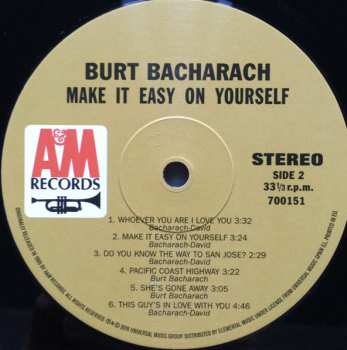 BURT BACHARACH
MAKE IT EASY ON YOURSELF
A&M
RECORDS
STEREO
SIDE 2
33 1/3 r.p.m.
700151
1. WHOEVER YOU ARE I LOVE YOU 3:32
Bacharach-David
2. MAKE IT EASY ON YOURSELF 3:24
Bacharach-David
3. DO YOU KNOW THE WAY TO SAN JOSE? 2:29
Bacharach-David
4. PACIFIC COAST HIGHWAY 3:22
Burt Bacharach
5. SHE'S GONE AWAY 3:05
Burt Bacharach
6. THIS GUY'S IN LOVE WITH YOU 4:46
Bacharach-David